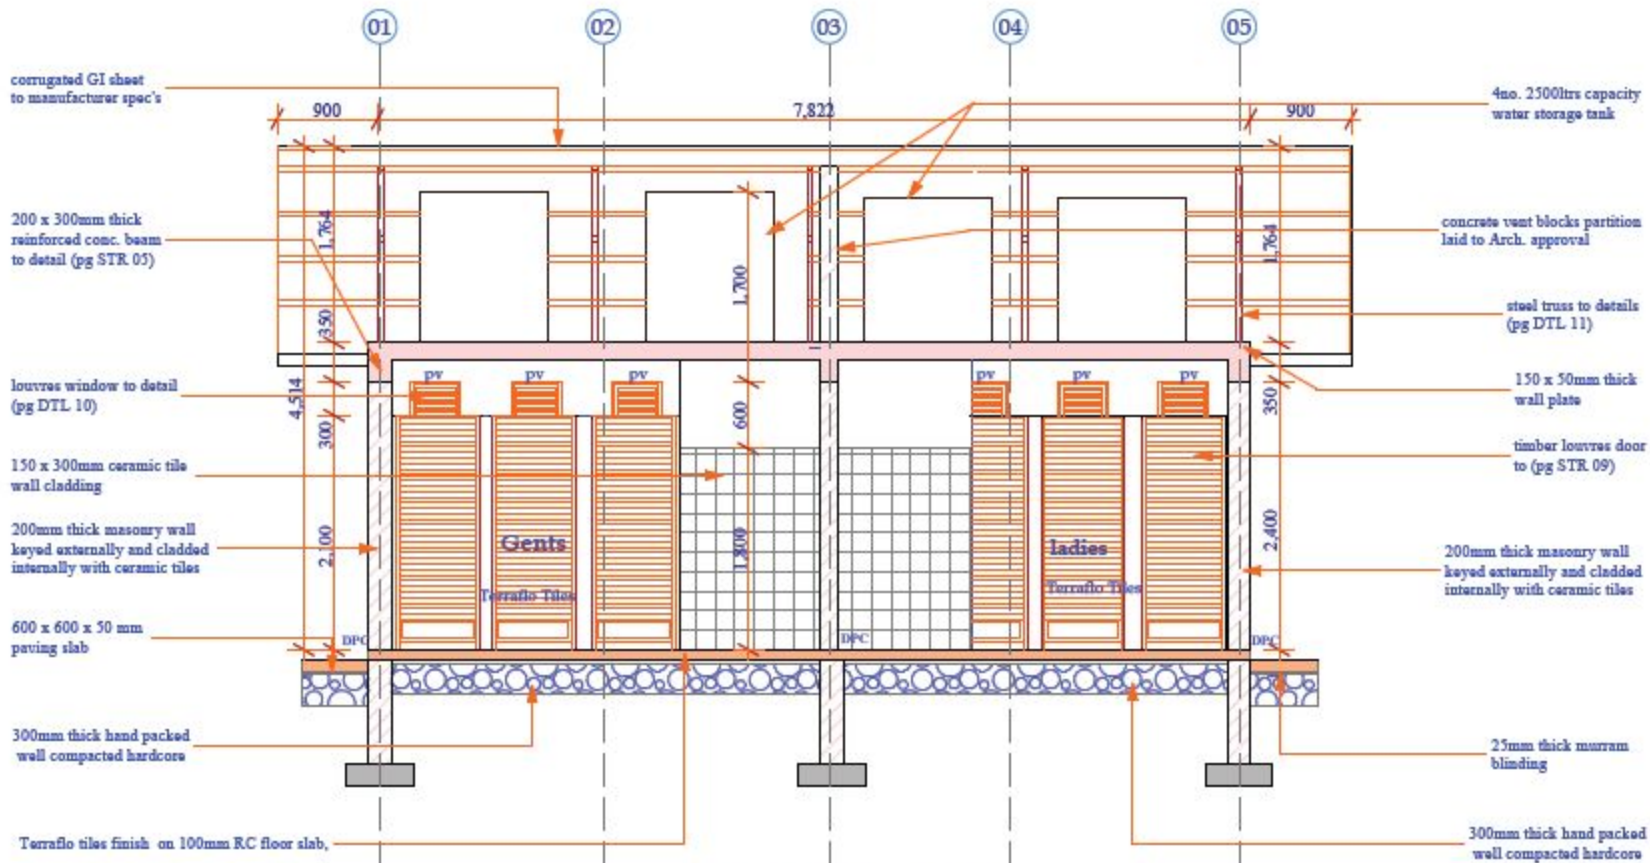 01
02
03
04
05
corrugated GI sheet
to manufacturer spec's
900
7,822
900
4no. 2500ltrs capacity
water storage tank
200 x 300mm thick
reinforced conc. beam
to detail (pg STR 05)
1,764
1,700
1,764
concrete vent blocks partition
laid to Arch. approval
350
steel truss to details
(pg DTL 11)
louvres window to detail
(pg DTL 10)
4,514
pv
pv
pv
pv
pv
pv
150 x 50mm thick
wall plate
300
600
350
timber louvres door
to (pg STR 09)
150 x 300mm ceramic tile
wall cladding
200mm thick masonry wall
keyed externally and cladded
internally with ceramic tiles
2,100
Gents
1,800
ladies
2,400
200mm thick masonry wall
keyed externally and cladded
internally with ceramic tiles
Terraflo Tiles
Terraflo Tiles
600 x 600 x 50 mm
paving slab
DPC
DPC
DPC
300mm thick hand packed
well compacted hardcore
25mm thick murram
blinding
Terraflo tiles finish on 100mm RC floor slab,
300mm thick hand packed
well compacted hardcore